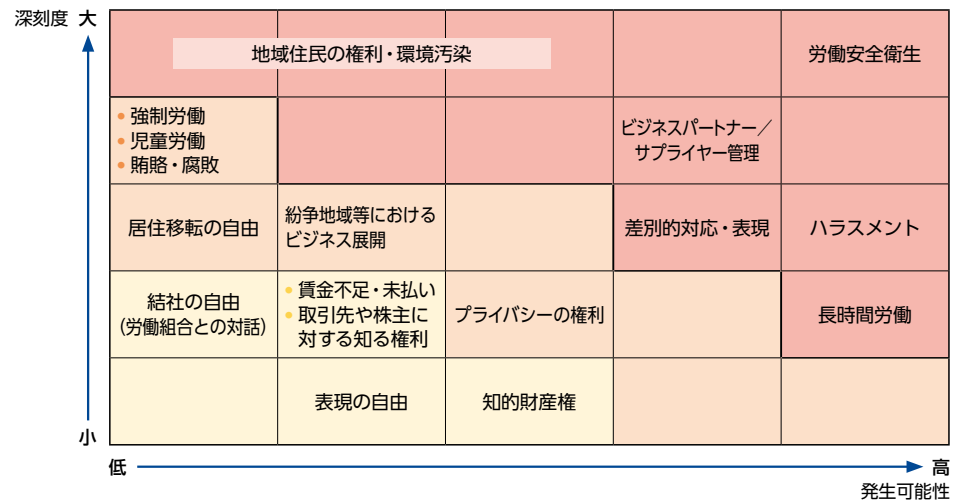 深刻度 大
地域住民の権利・環境汚染
労働安全衛生
• 強制労働
• 児童労働
• 賄賂・腐敗
ビジネスパートナー／
サプライヤー管理
居住移転の自由
紛争地域等における
ビジネス展開
差別的対応・表現
ハラスメント
結社の自由
(労働組合との対話)
• 賃金不足・未払い
• 取引先や株主に
対する知る権利
プライバシーの権利
長時間労働
表現の自由
知的財産権
小
低
高
発生可能性